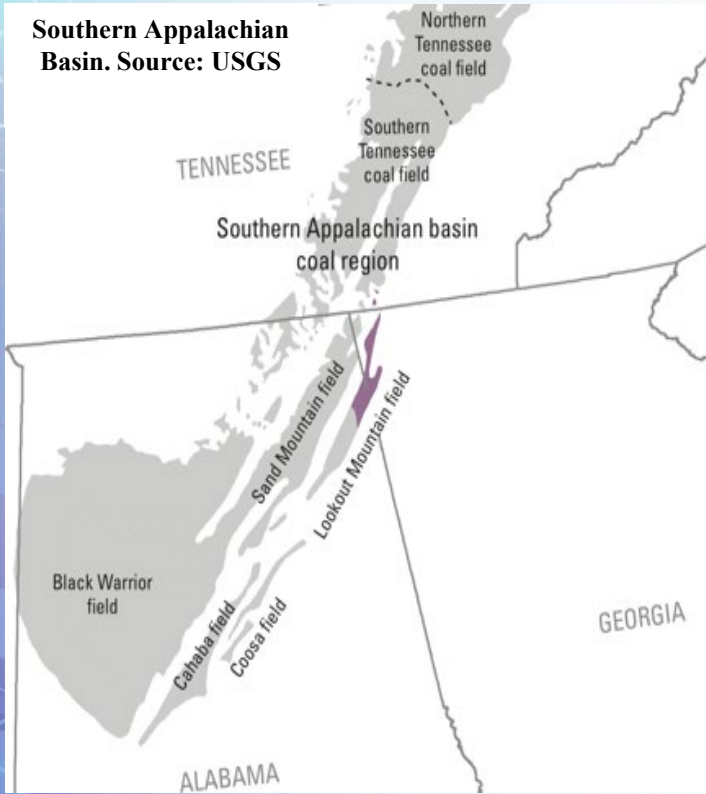 Southern Appalachian
Basin. Source: USGS
Northern
Tennessee
coal field
Southern
Tennessee
coal field
TENNESSEE
Southern Appalachian basin
coal region
Sand Mountain field
Lookout Mountain field
Black Warrior
field
Cahaba field
Coosa field
GEORGIA
ALABAMA